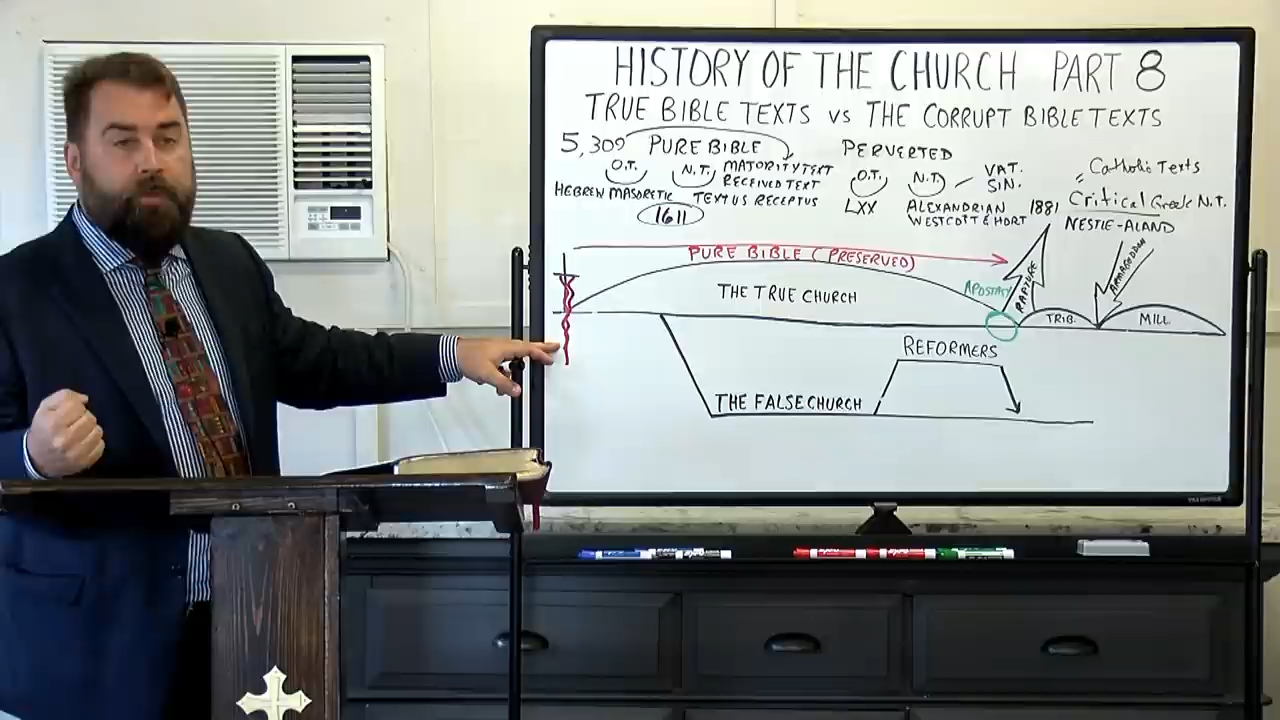 HISTORY OF THE CHURCH PART 8
TRUE BIBLE TEXTS vs THE CORRUPT BIBLE TEXTS
5,309 PURE BIBLE
O.T. N.T. MAJORITY TEXT
RECEIVED TEXT
HEBREW MASORETIC TEXTUS RECEPTUS
1611
PERVERTED
O.T. N.T. VAT.
SIN.
LXX ALEXANDRIAN
WESTCOTT & HORT 1881
= Catholic Texts
Critical Greek N.T.
NESTLE-ALAND
PURE BIBLE (PRESERVED)
THE TRUE CHURCH
APOSTASY
RAPTURE
TRIB.
ARMAGEDDON
MILL.
REFORMERS
THE FALSE CHURCH